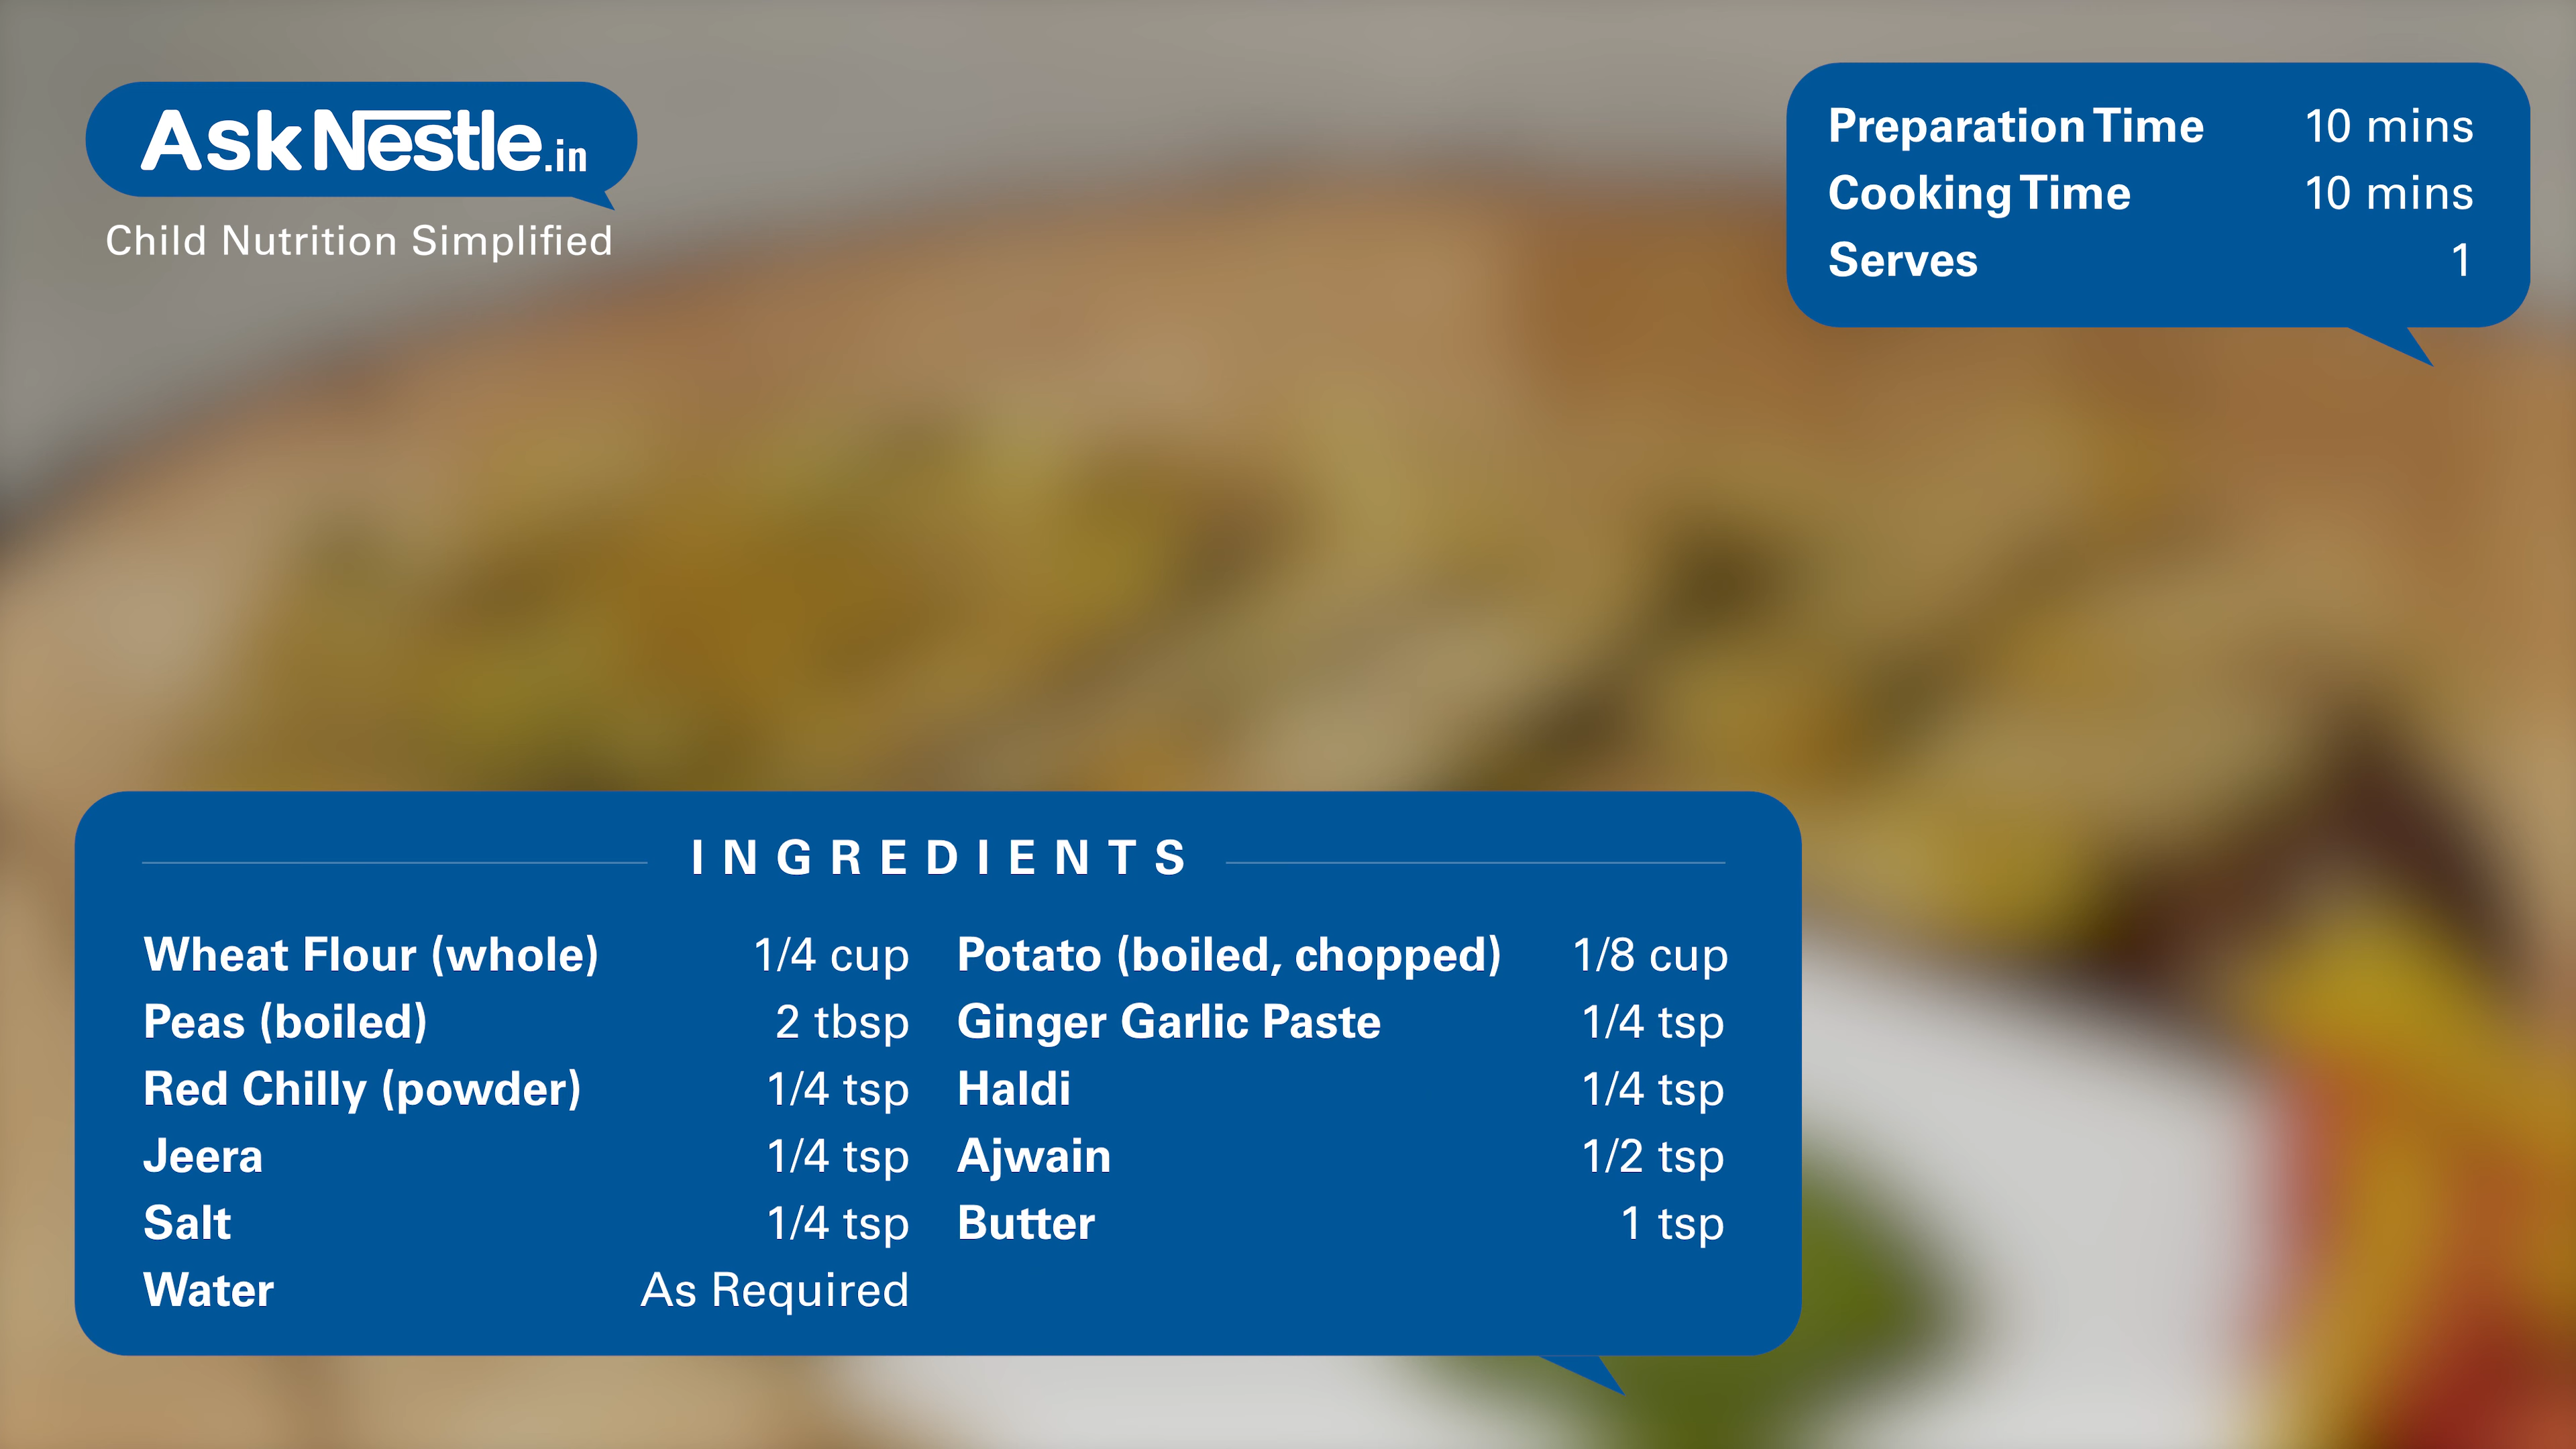 AskNestle.in
Child Nutrition Simplified
Preparation Time 10 mins
Cooking Time 10 mins
Serves 1
INGREDIENTS
Wheat Flour (whole) 1/4 cup Potato (boiled, chopped) 1/8 cup
Peas (boiled) 2 tbsp Ginger Garlic Paste 1/4 tsp
Red Chilly (powder) 1/4 tsp Haldi 1/4 tsp
Jeera 1/4 tsp Ajwain 1/2 tsp
Salt 1/4 tsp Butter 1 tsp
Water As Required